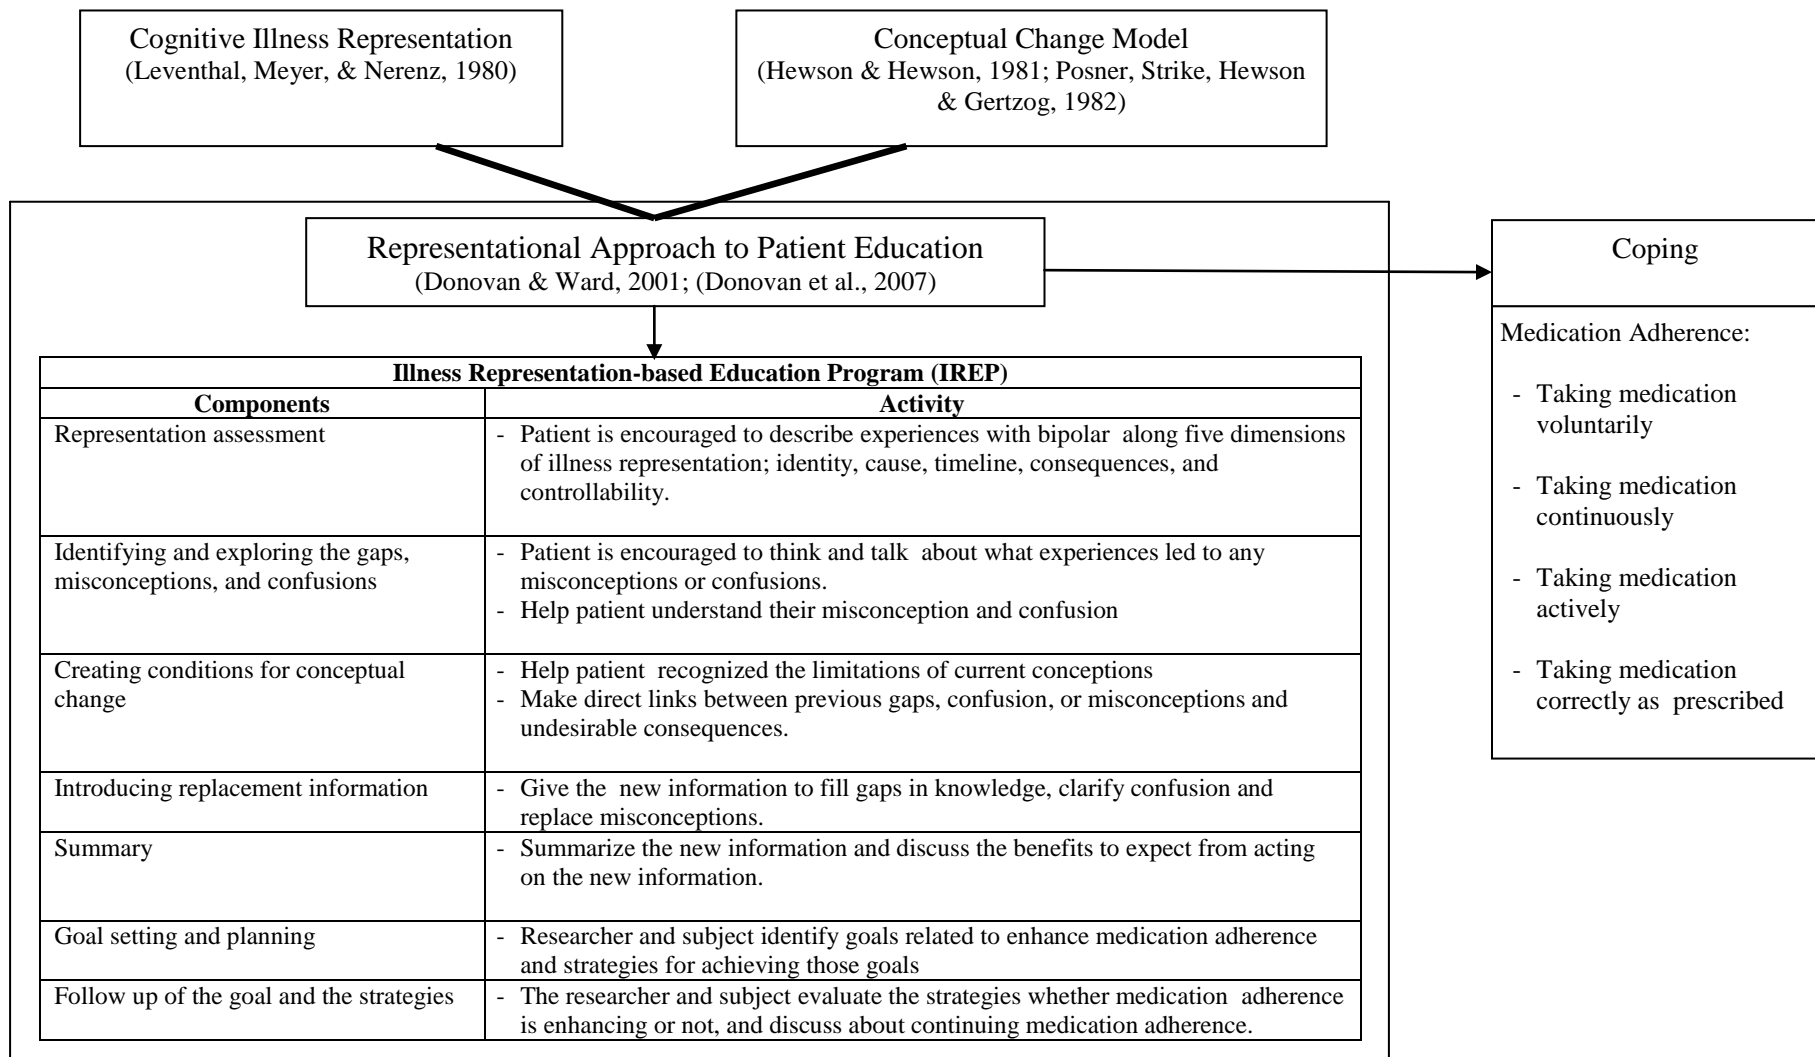 Cognitive Illness Representation
(Leventhal, Meyer, & Nerenz, 1980)
Conceptual Change Model
(Hewson & Hewson, 1981; Posner, Strike, Hewson
& Gertzog, 1982)
Representational Approach to Patient Education
(Donovan & Ward, 2001; (Donovan et al., 2007)
Illness Representation-based Education Program (IREP)
Components
Activity
Representation assessment
- Patient is encouraged to describe experiences with bipolar along five dimensions
of illness representation; identity, cause, timeline, consequences, and
controllability.
Identifying and exploring the gaps,
misconceptions, and confusions
- Patient is encouraged to think and talk about what experiences led to any
misconceptions or confusions.
- Help patient understand their misconception and confusion
Creating conditions for conceptual
change
- Help patient recognized the limitations of current conceptions
- Make direct links between previous gaps, confusion, or misconceptions and
undesirable consequences.
Introducing replacement information
- Give the new information to fill gaps in knowledge, clarify confusion and
replace misconceptions.
Summary
- Summarize the new information and discuss the benefits to expect from acting
on the new information.
Goal setting and planning
- Researcher and subject identify goals related to enhance medication adherence
and strategies for achieving those goals
Follow up of the goal and the strategies
- The researcher and subject evaluate the strategies whether medication adherence
is enhancing or not, and discuss about continuing medication adherence.
Coping
Medication Adherence:
- Taking medication
voluntarily
- Taking medication
continuously
- Taking medication
actively
- Taking medication
correctly as prescribed